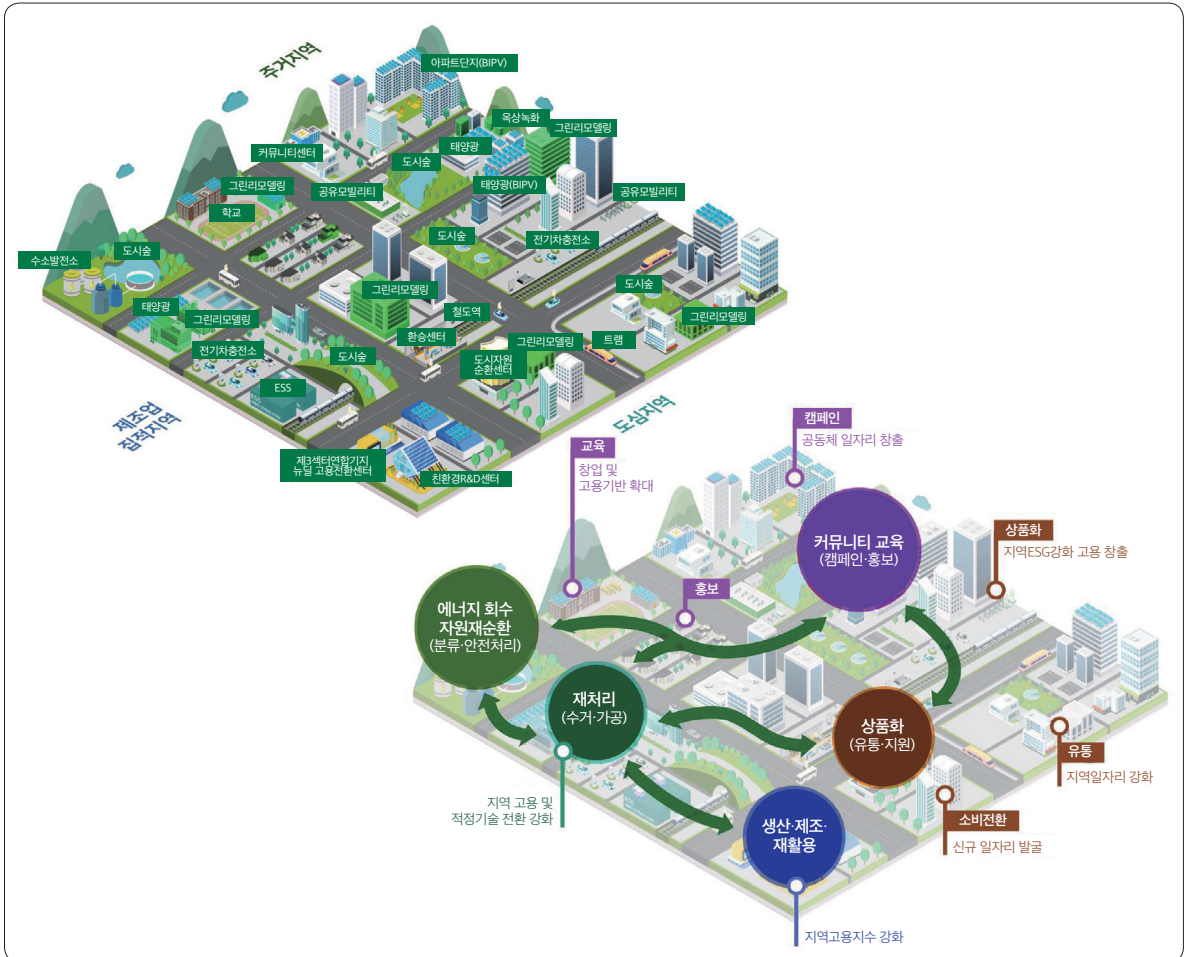 주거지역
아파트단지(BIPV)
옥상녹화
그린리모델링
커뮤니티센터
태양광
도시숲
그린리모델링
공유모빌리티
태양광(BIPV)
공유모빌리티
학교
도시숲
전기차충전소
도시숲
수소발전소
도시숲
그린리모델링
태양광
그린리모델링
철도역
그린리모델링
환승센터
그린리모델링
트램
전기차충전소
도시숲
도시자원
순환센터
ESS
제조업
집적지역
도심지역
제3섹터연합기지
뉴딜 고용전환센터
친환경R&D센터
캠페인
공동체 일자리 창출
교육
창업 및
고용기반 확대
커뮤니티 교육
(캠페인·홍보)
상품화
지역ESG강화 고용 창출
홍보
에너지 회수
자원재순환
(분류·안전처리)
재처리
(수거·가공)
상품화
(유통·지원)
유통
지역일자리 강화
지역 고용 및
적정기술 전환 강화
생산·제조·
재활용
소비전환
신규 일자리 발굴
지역고용지수 강화